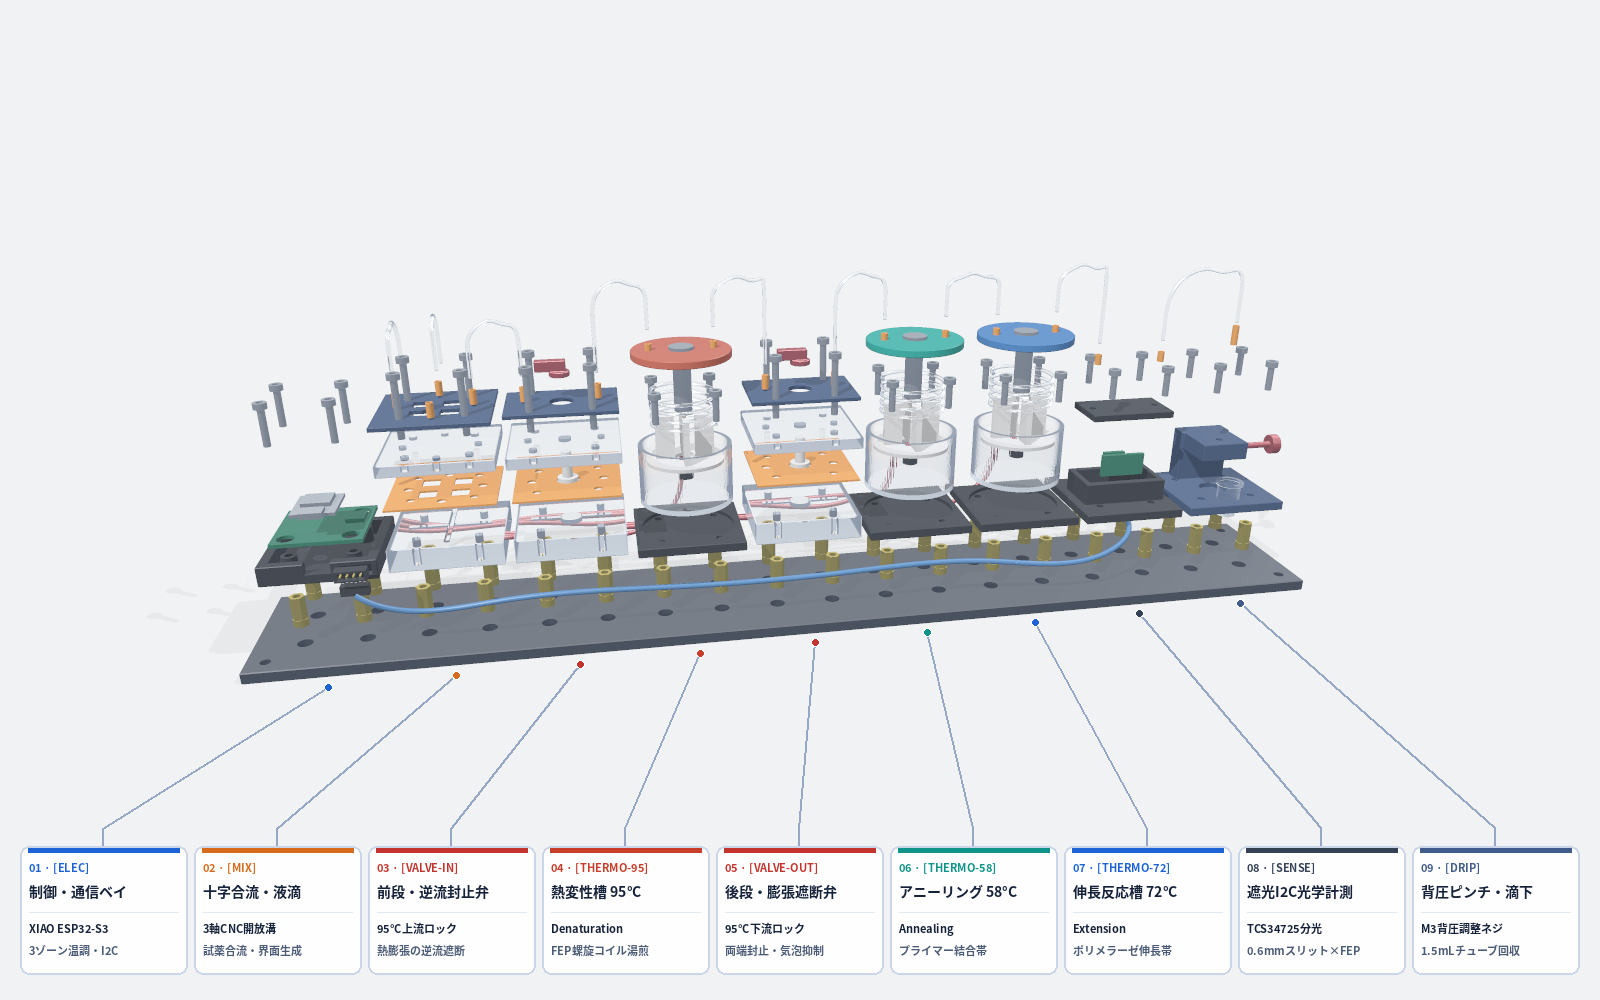 01 · [ELEC]
制御・通信ベイ
XIAO ESP32-S3
3ゾーン温調・I2C
02 · [MIX]
十字合流・液滴
3軸CNC開放溝
試薬合流・界面生成
03 · [VALVE-IN]
前段・逆流封止弁
95°C上流ロック
熱膨張の逆流遮断
04 · [THERMO-95]
熱変性槽 95°C
Denaturation
FEP螺旋コイル湯煎
05 · [VALVE-OUT]
後段・膨張遮断弁
95°C下流ロック
両端封止・気泡抑制
06 · [THERMO-58]
アニーリング 58°C
Annealing
プライマー結合帯
07 · [THERMO-72]
伸長反応槽 72°C
Extension
ポリメラーゼ伸長帯
08 · [SENSE]
遮光I2C光学計測
TCS34725分光
0.6mmスリット×FEP
09 · [DRIP]
背圧ピンチ・滴下
M3背圧調整ネジ
1.5mLチューブ回収